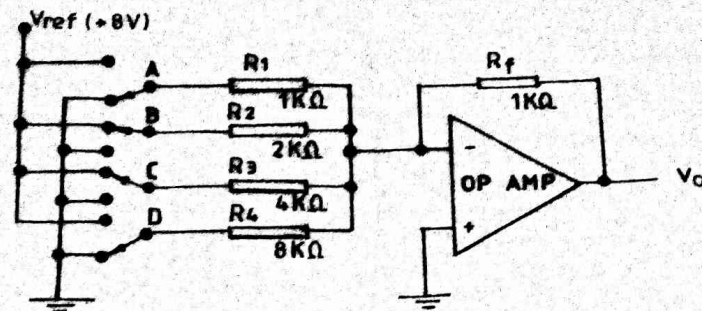 Vref (+8V)
A
R1
1KΩ
B
R2
2KΩ
C
R3
4KΩ
D
R4
8KΩ
Rf
1KΩ
-
OP AMP
+
Vo